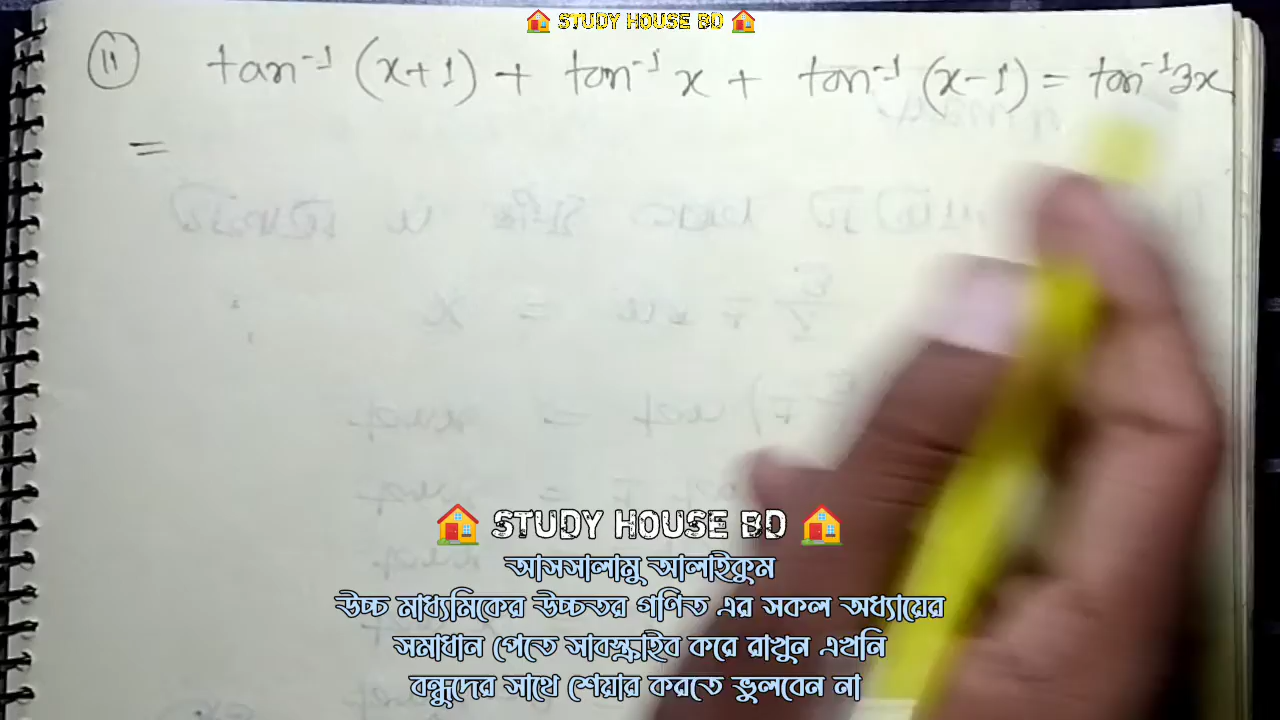 🏠 STUDY HOUSE BD 🏠
(11) tan⁻¹ (x+1) + tan⁻¹ x + tan⁻¹ (x-1) = tan⁻¹ 3x
=
🏠 STUDY HOUSE BD 🏠
আসসালামু আলাইকুম
উচ্চ মাধ্যমিকের উচ্চতর গণিত এর সকল অধ্যায়ের
সমাধান পেতে সাবস্ক্রাইব করে রাখুন এখনি
বন্ধুদের সাথে শেয়ার করতে ভুলবেন না